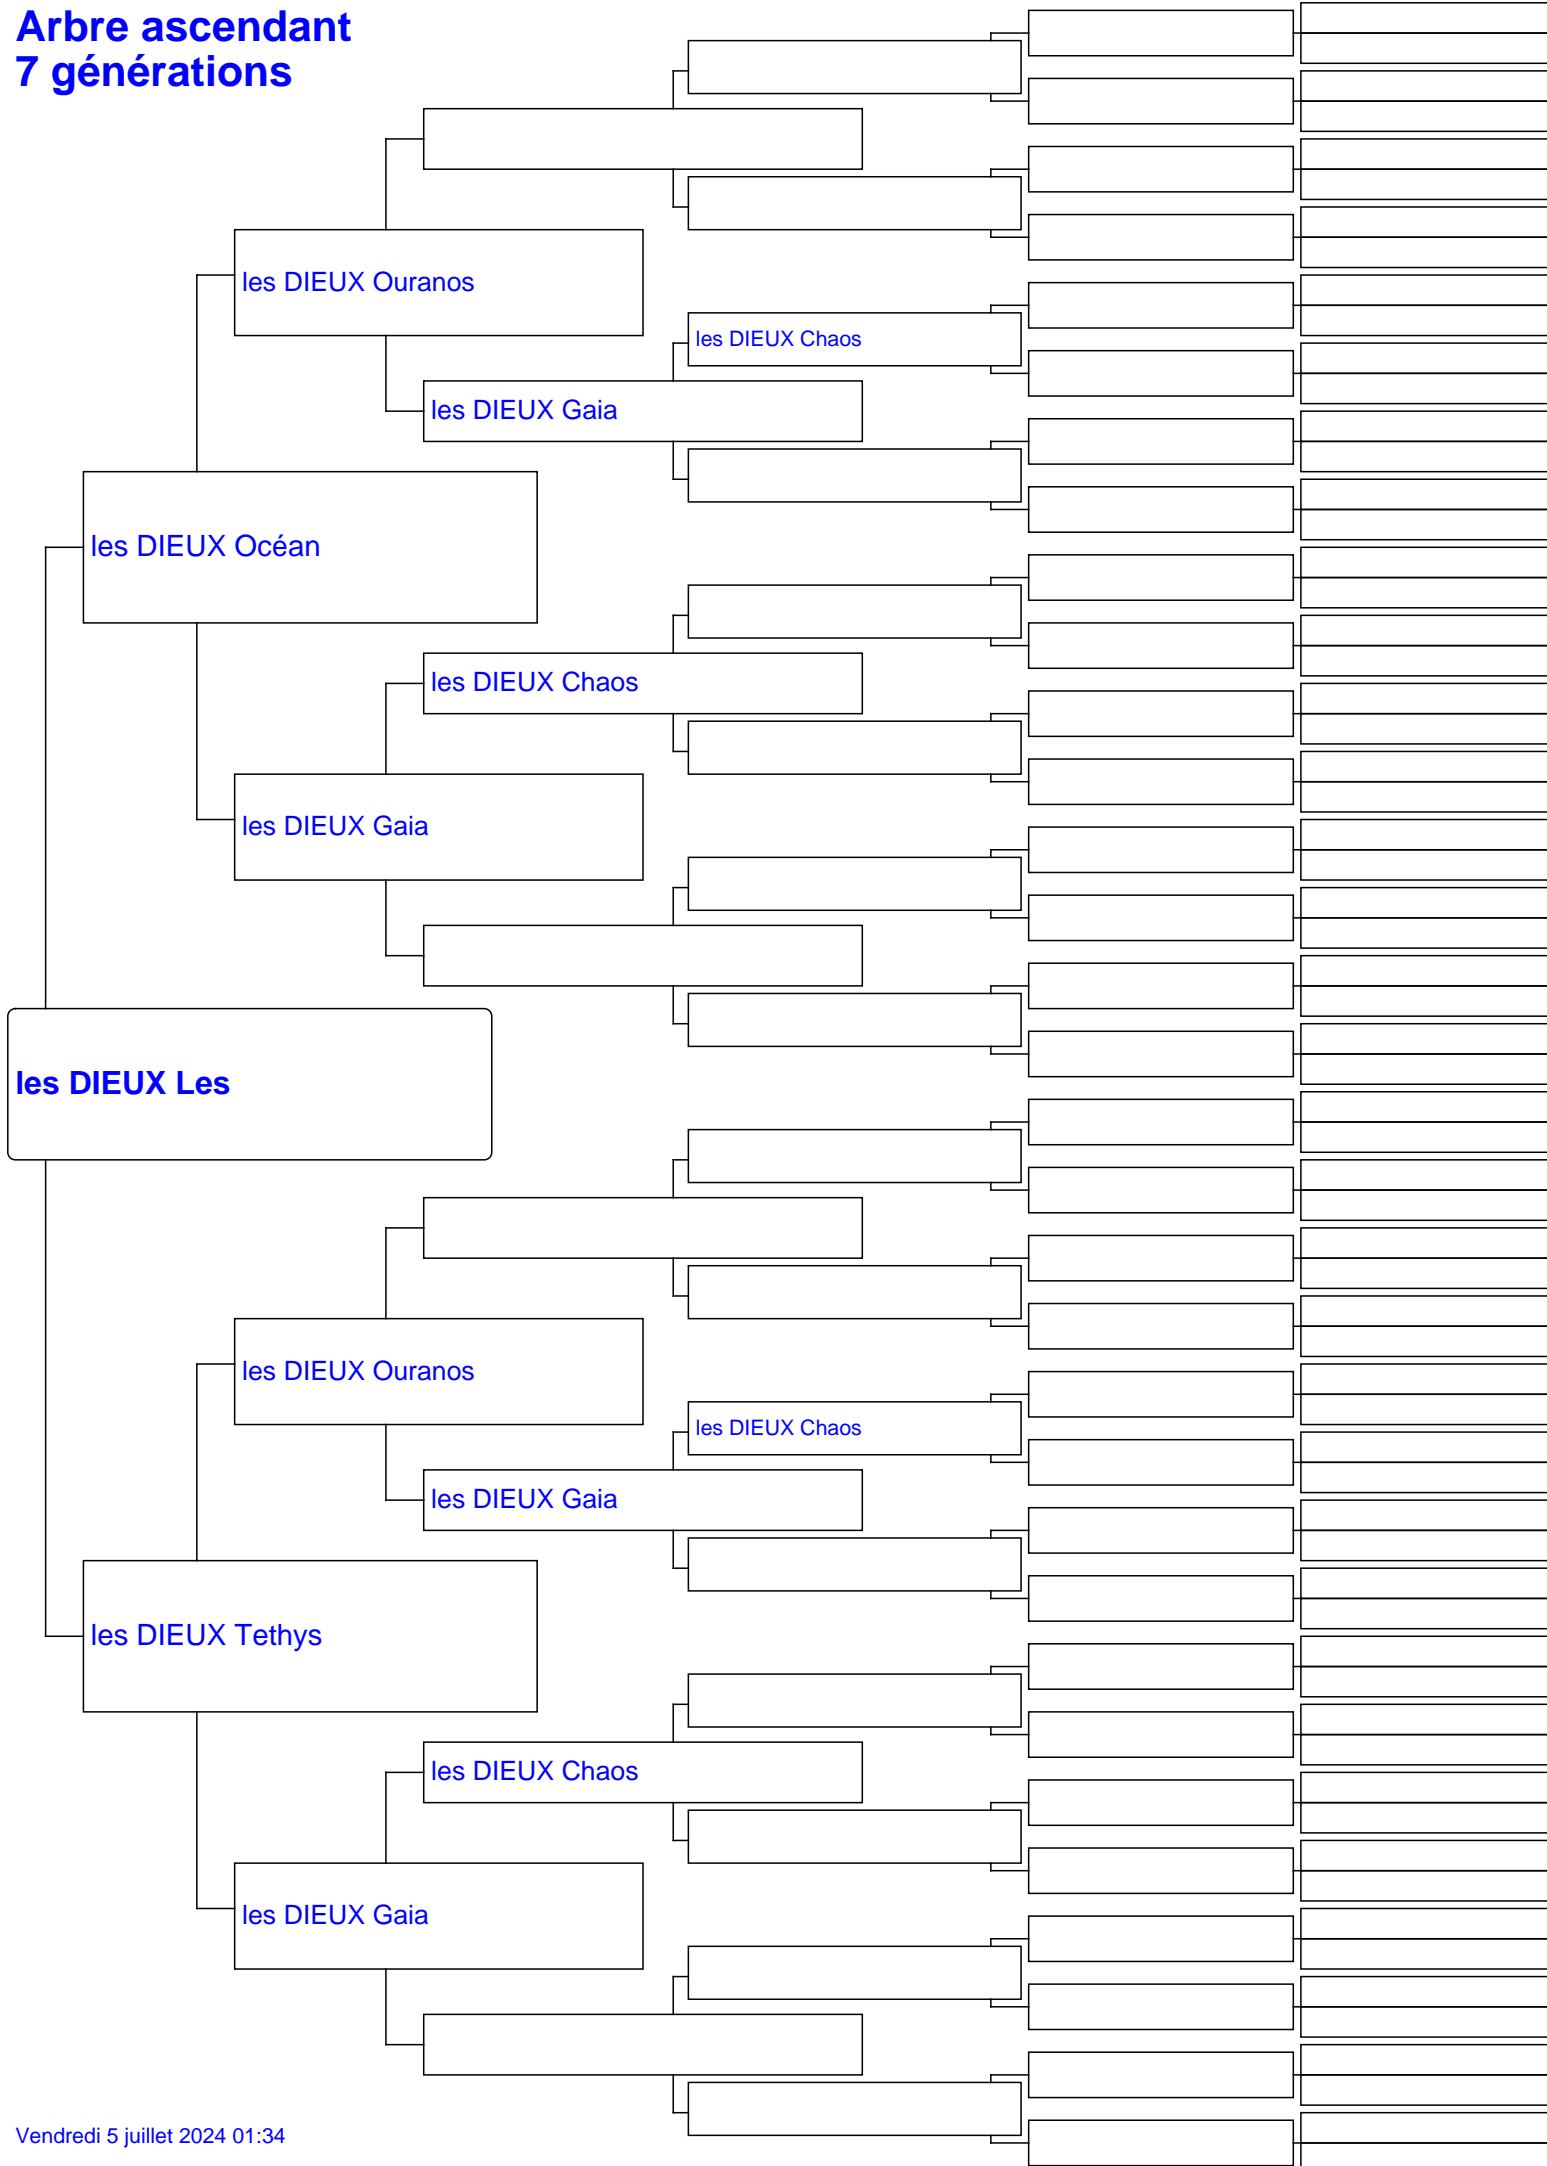 Arbre ascendant
7 générations
les DIEUX Ouranos
les DIEUX Chaos
les DIEUX Gaia
les DIEUX Océan
les DIEUX Chaos
les DIEUX Gaia
les DIEUX Les
les DIEUX Ouranos
les DIEUX Chaos
les DIEUX Gaia
les DIEUX Tethys
les DIEUX Chaos
les DIEUX Gaia
Vendredi 5 juillet 2024 01:34